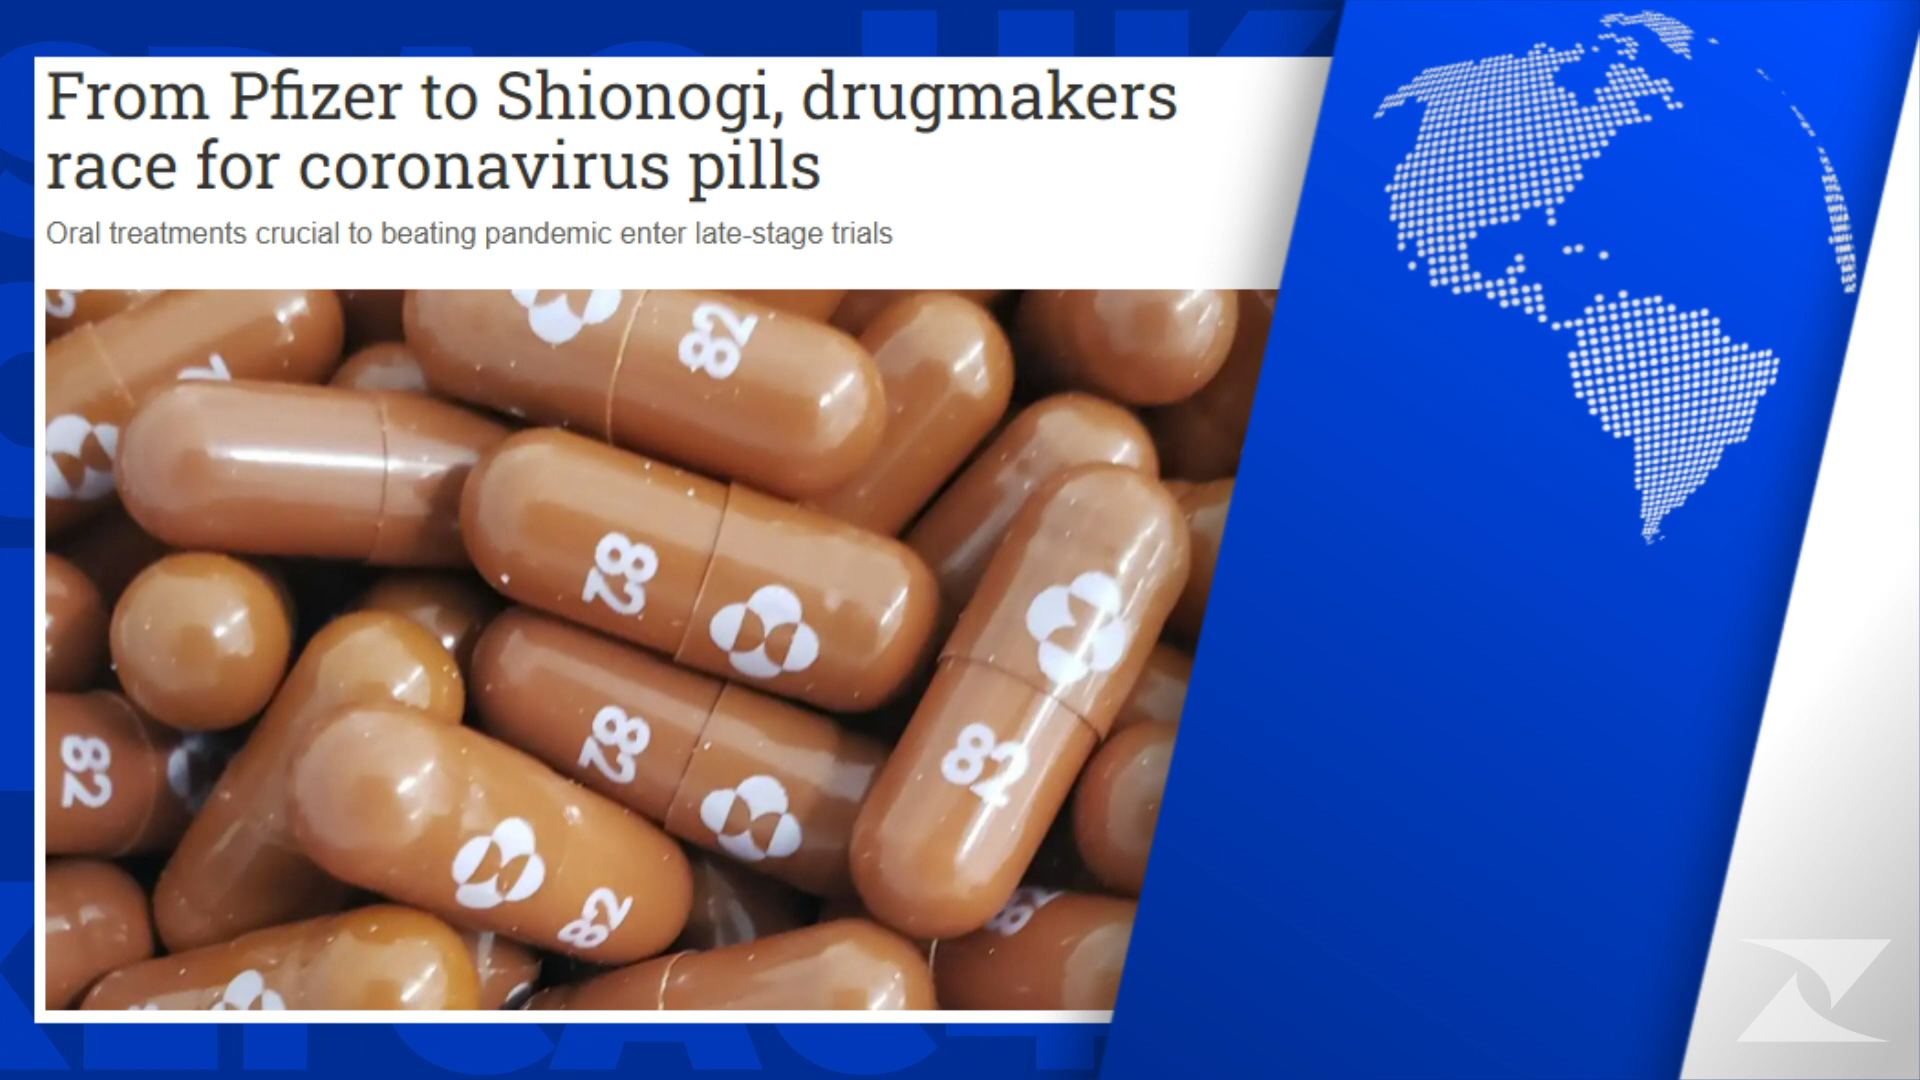 From Pfizer to Shionogi, drugmakers
race for coronavirus pills
Oral treatments crucial to beating pandemic enter late-stage trials
82
82
82
82
82
82
82